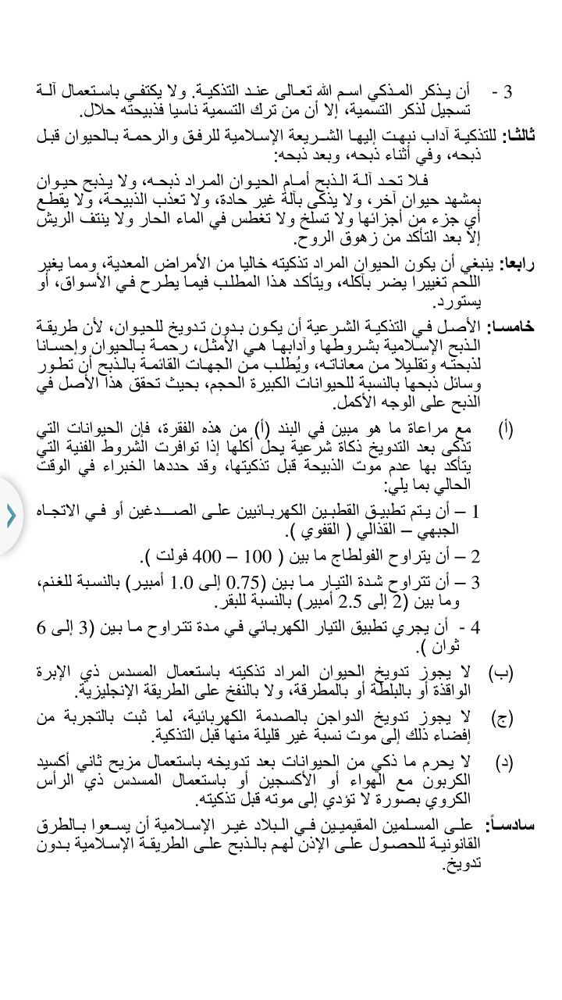 3 - أن يذكر المذكي اسم الله تعالى عند التذكية. ولا يكتفي باستعمال آلة
تسجيل لذكر التسمية، إلا أن من ترك التسمية ناسيا فذبيحته حلال.
ثالثا: للتذكية آداب نبهت إليها الشريعة الإسلامية للرفق والرحمة بالحيوان قبل
ذبحه، وفي أثناء ذبحه، وبعد ذبحه:
فلا تحد آلة الذبح أمام الحيوان المراد ذبحه، ولا يذبح حيوان
بمشهد حيوان آخر، ولا يذكى بآلة غير حادة، ولا تعذب الذبيحة، ولا يقطع
أي جزء من أجزائها ولا تسلخ ولا تغطس في الماء الحار ولا ينتف الريش
إلا بعد التأكد من زهوق الروح.
رابعا: ينبغي أن يكون الحيوان المراد تذكيته خاليا من الأمراض المعدية، ومما يغير
اللحم تغييرا يضر بآكله، ويتأكد هذا المطلب فيما يطرح في الأسواق، أو
يستورد.
خامسا: الأصل في التذكية الشرعية أن يكون بدون تدويخ للحيوان، لأن طريقة
الذبح الإسلامية بشروطها وآدابها هي الأمثل، رحمة بالحيوان وإحسانا
لذبحته وتقليلا من معاناته، ويُطلب من الجهات القائمة بالذبح أن تطور
وسائل ذبحها بالنسبة للحيوانات الكبيرة الحجم، بحيث تحقق هذا الأصل في
الذبح على الوجه الأكمل.
(أ) مع مراعاة ما هو مبين في البند (أ) من هذه الفقرة، فإن الحيوانات التي
تذكى بعد التدويخ ذكاة شرعية يحل أكلها إذا توافرت الشروط الفنية التي
يتأكد بها عدم موت الذبيحة قبل تذكيتها، وقد حددها الخبراء في الوقت
الحالي بما يلي:
1 – أن يتم تطبيق القطبين الكهربائيين على الصدغين أو في الاتجاه
الجبهي – القذالي ( القفوي ).
2 – أن يتراوح الفولطاج ما بين ( 100 – 400 فولت ).
3 – أن تتراوح شدة التيار ما بين (0.75 إلى 1.0 أمبير) بالنسبة للغنم،
وما بين (2 إلى 2.5 أمبير) بالنسبة للبقر.
4 - أن يجري تطبيق التيار الكهربائي في مدة تتراوح ما بين (3 إلى 6
ثوان ).
(ب) لا يجوز تدويخ الحيوان المراد تذكيته باستعمال المسدس ذي الإبرة
الواقذة أو بالبلطة أو بالمطرقة، ولا بالنفخ على الطريقة الإنجليزية.
(ج) لا يجوز تدويخ الدواجن بالصدمة الكهربائية، لما ثبت بالتجربة من
إفضاء ذلك إلى موت نسبة غير قليلة منها قبل التذكية.
(د) لا يحرم ما ذكي من الحيوانات بعد تدويخه باستعمال مزيج ثاني أكسيد
الكربون مع الهواء أو الأكسجين أو باستعمال المسدس ذي الرأس
الكروي بصورة لا تؤدي إلى موته قبل تذكيته.
سادساً: على المسلمين المقيميين في البلاد غير الإسلامية أن يسعوا بالطرق
القانونية للحصول على الإذن لهم بالذبح على الطريقة الإسلامية بدون
تدويخ.